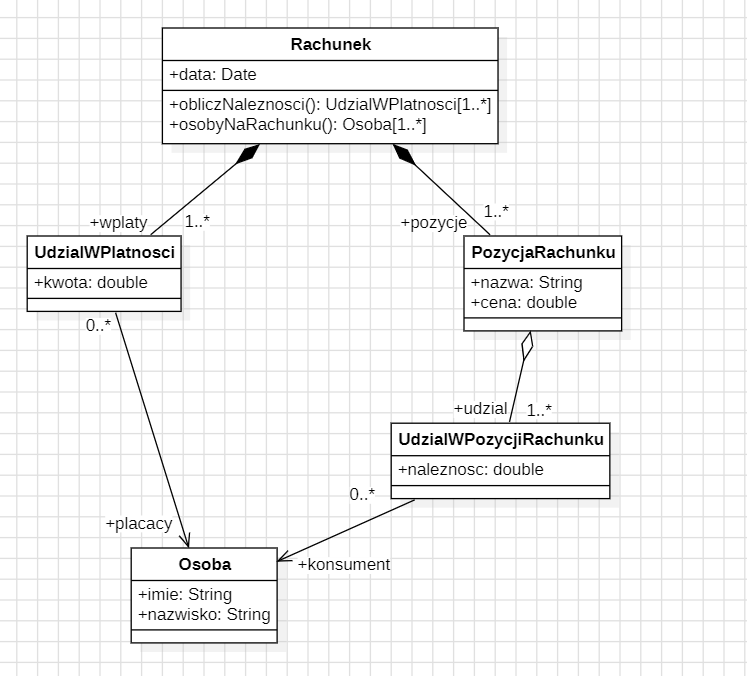 Rachunek
+data: Date
+obliczNaleznosci(): UdzialWPlatnosci[1..*]
+osobyNaRachunku(): Osoba[1..*]
+wplaty
1..*
+pozycje
1..*
UdzialWPlatnosci
+kwota: double
PozycjaRachunku
+nazwa: String
+cena: double
0..*
+udzial
1..*
UdzialWPozycjiRachunku
+naleznosc: double
0..*
+placacy
+konsument
Osoba
+imie: String
+nazwisko: String